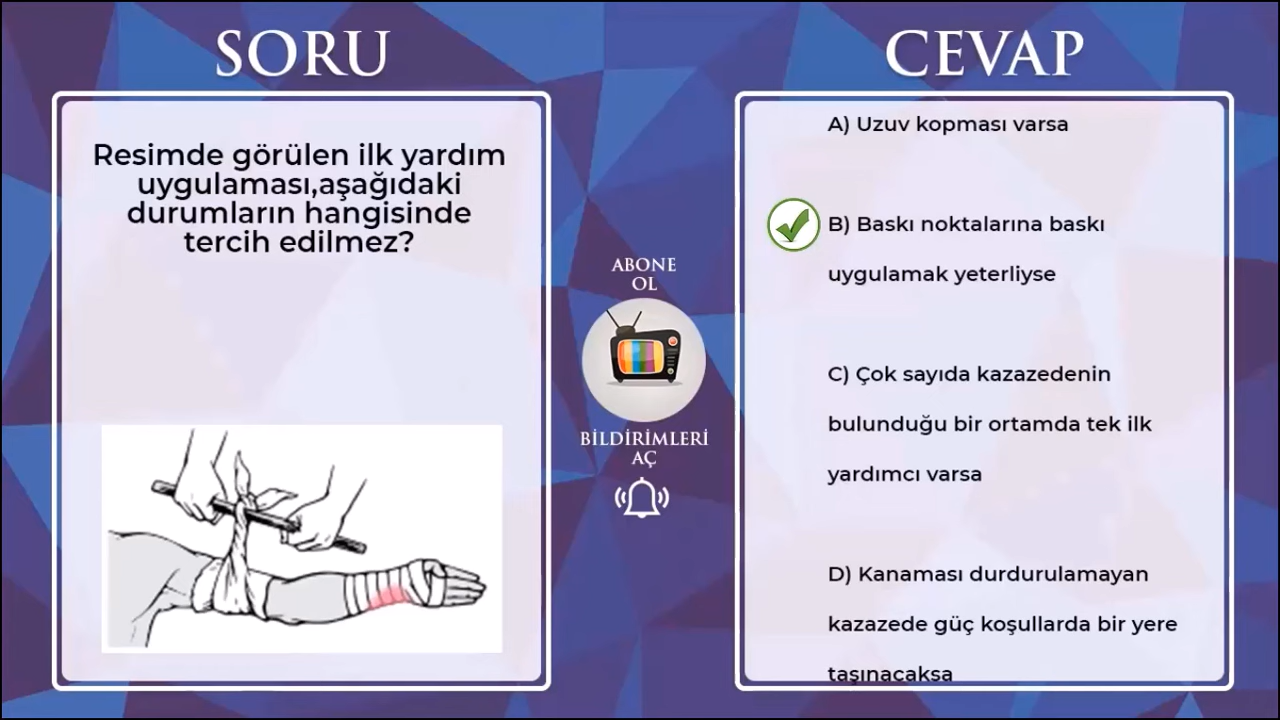 SORU
Resimde görülen ilk yardım
uygulaması,aşağıdaki
durumların hangisinde
tercih edilmez?
ABONE
OL
BİLDİRİMLERİ
AÇ
CEVAP
A) Uzuv kopması varsa
B) Baskı noktalarına baskı
uygulamak yeterliyse
C) Çok sayıda kazazedenin
bulunduğu bir ortamda tek ilk
yardımcı varsa
D) Kanaması durdurulamayan
kazazede güç koşullarda bir yere
taşınacaksa